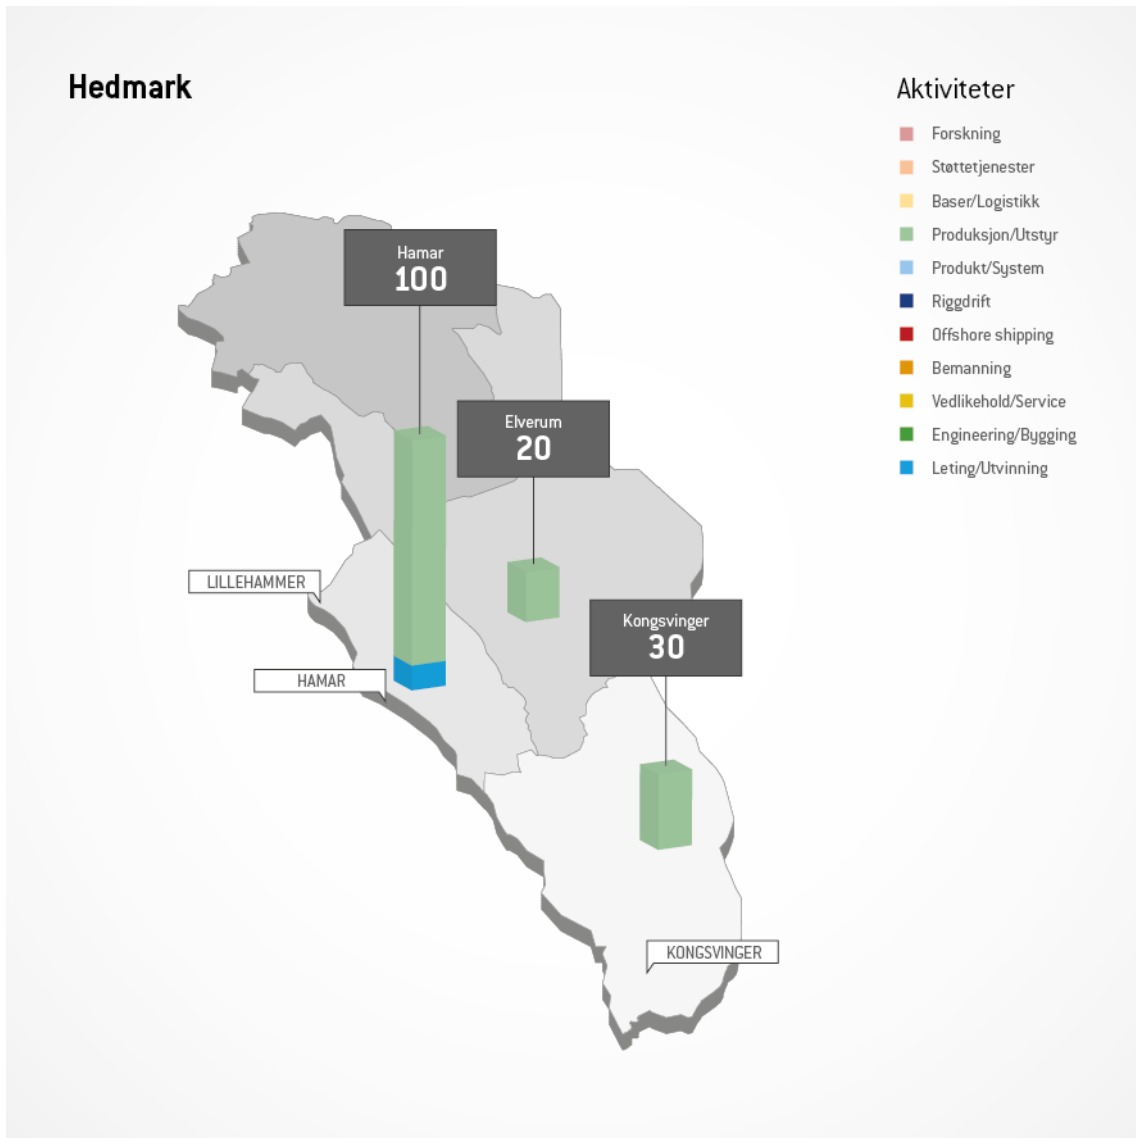 Hedmark
Aktiviteter
Forskning
Støttetjenester
Baser/Logistikk
Produksjon/Utstyr
Produkt/System
Riggdrift
Offshore shipping
Bemanning
Vedlikehold/Service
Engineering/Bygging
Leting/Utvinning
Hamar
100
Elverum
20
LILLEHAMMER
Kongsvinger
30
HAMAR
KONGSVINGER